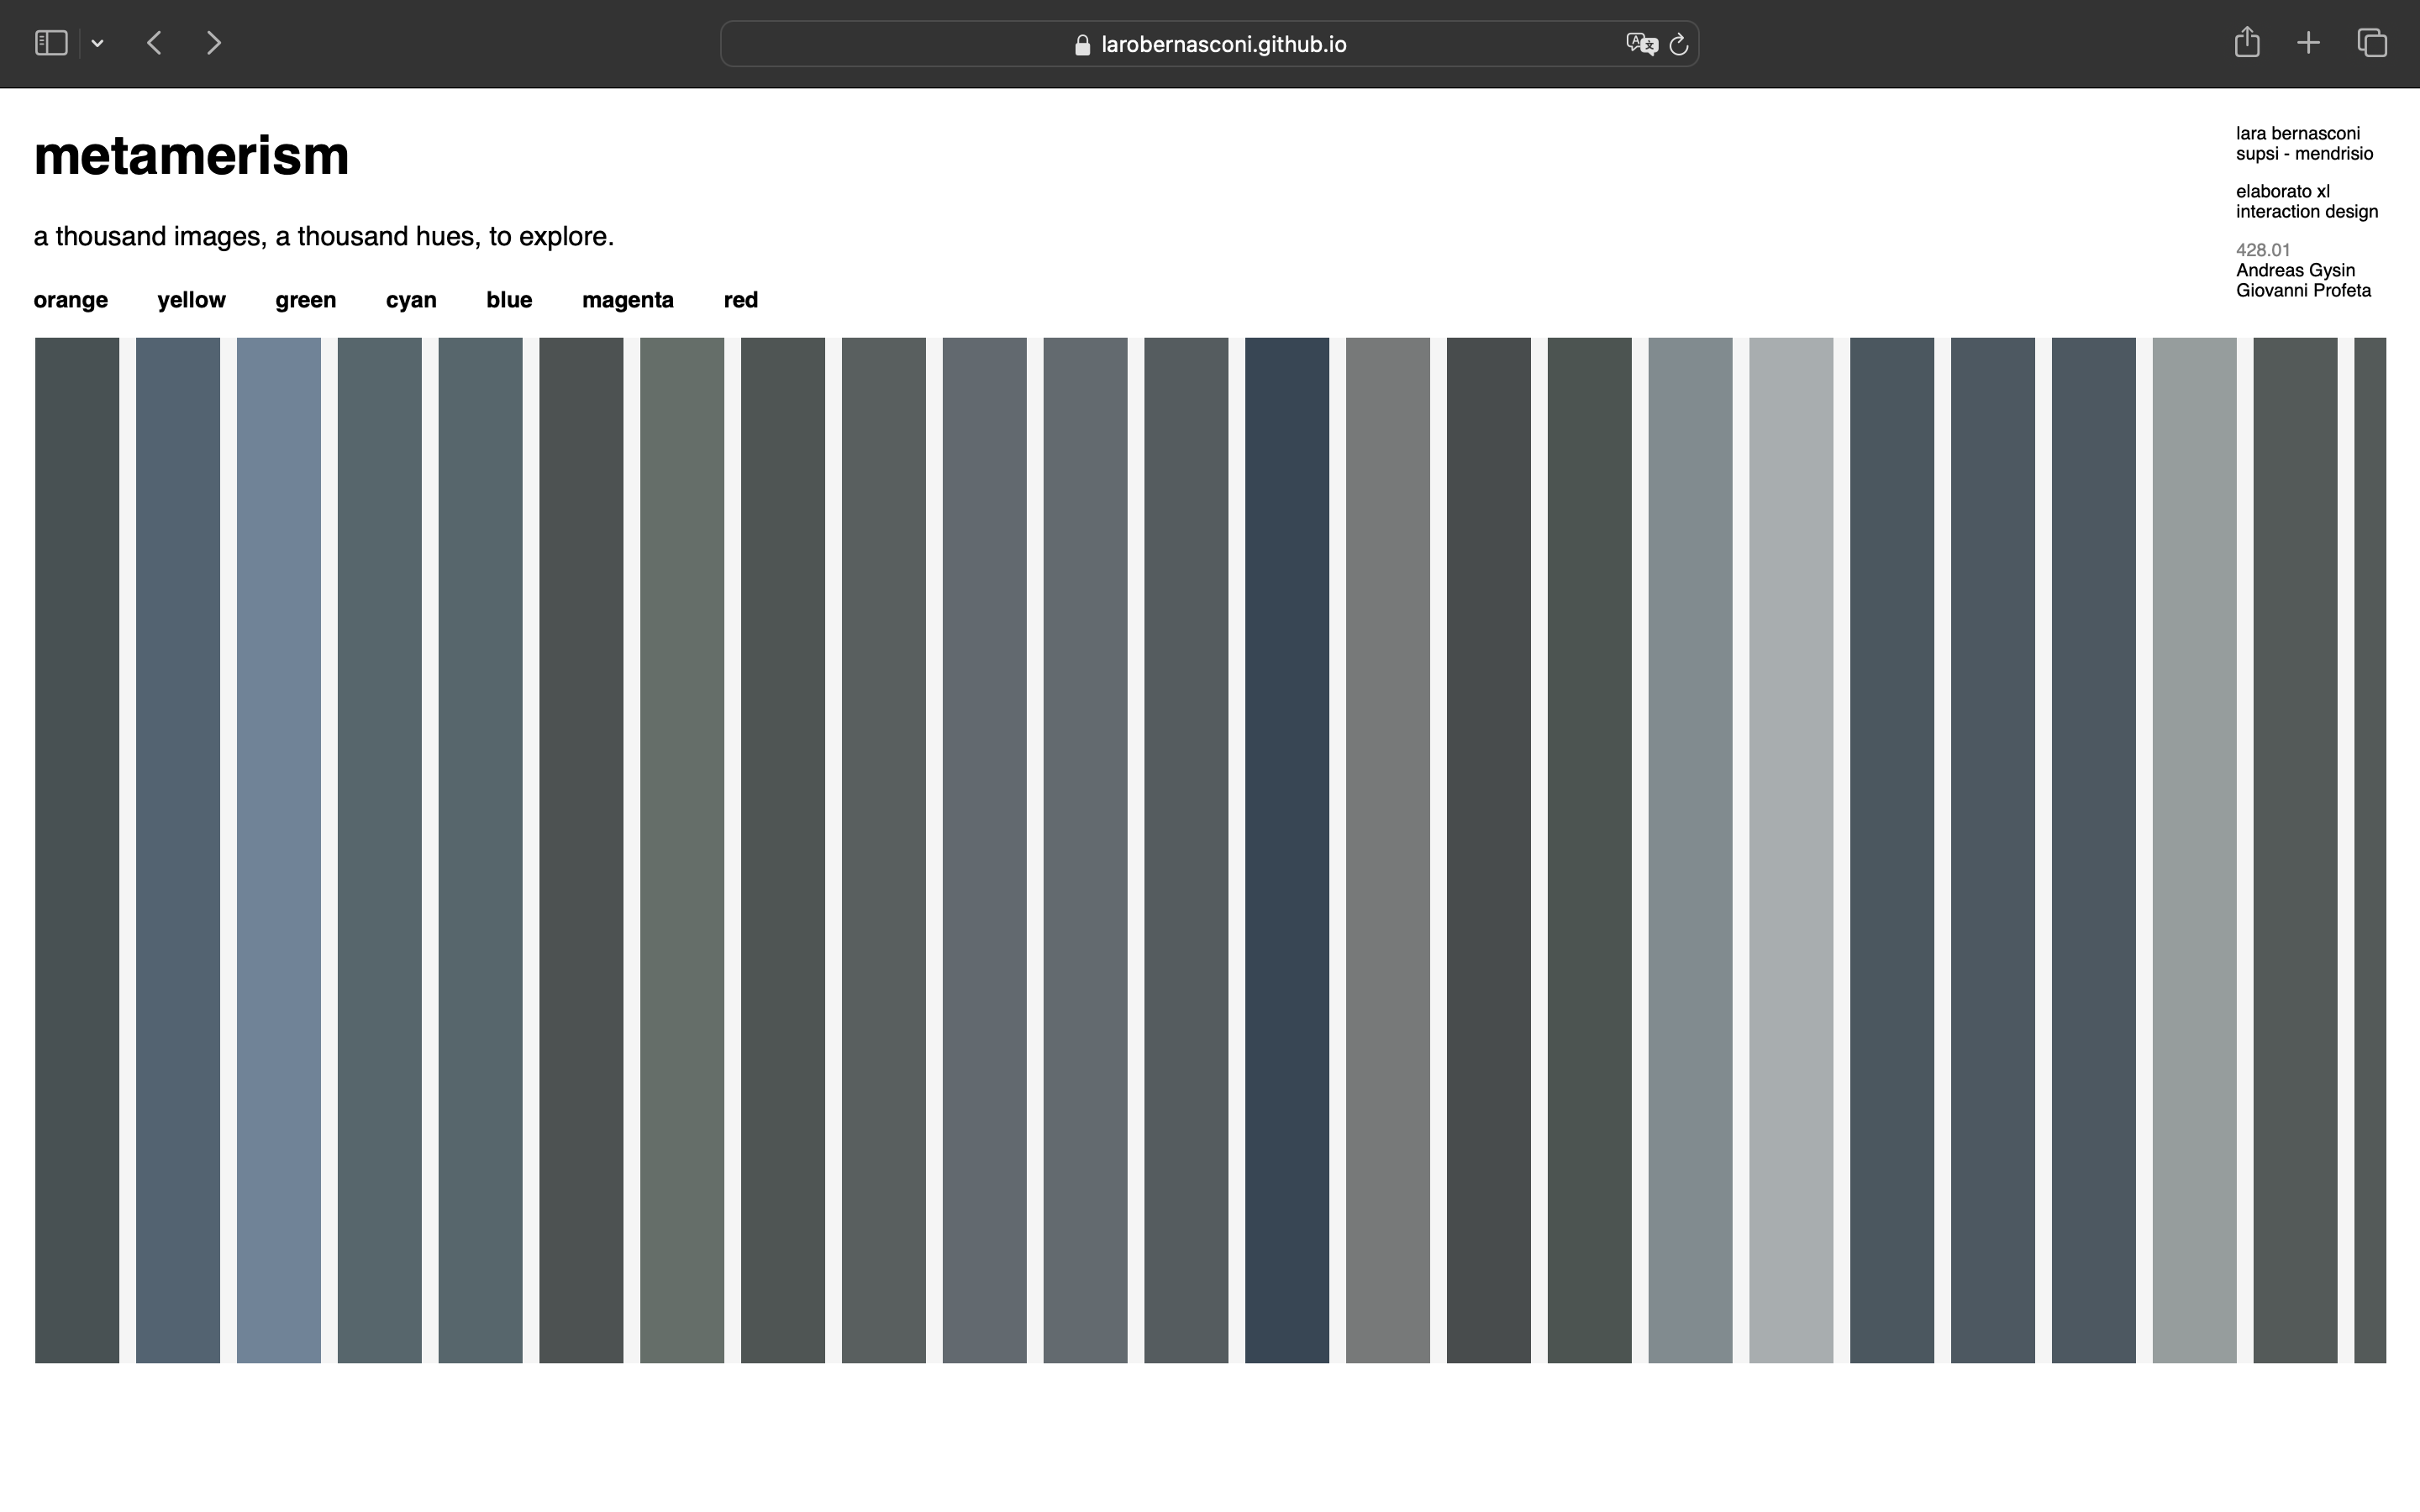 larobernasconi.github.io
metamerism
a thousand images, a thousand hues, to explore.
orange yellow green cyan blue magenta red
lara bernasconi
supsi - mendrisio
elaborato xl
interaction design
428.01
Andreas Gysin
Giovanni Profeta